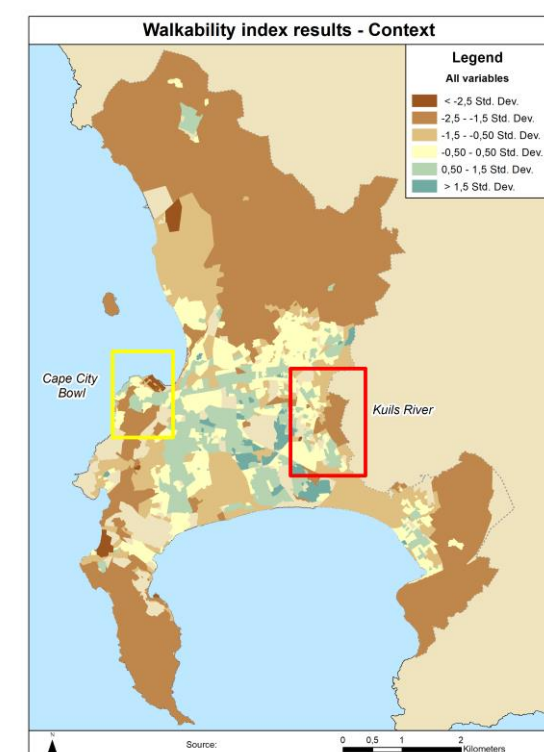 Walkability index results - Context
Legend
All variables
< -2,5 Std. Dev.
-2,5 - -1,5 Std. Dev.
-1,5 - -0,50 Std. Dev.
-0,50 - 0,50 Std. Dev.
0,50 - 1,5 Std. Dev.
> 1,5 Std. Dev.
Cape City
Bowl
Kuils River
N
Source:
0 0,5 1 2
Kilometers